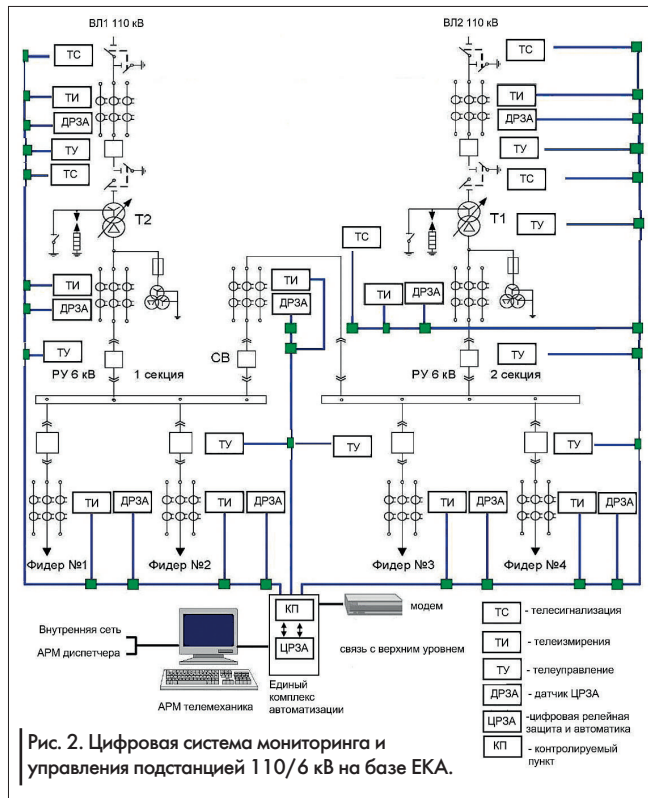 ВЛ1 110 кВ
ВЛ2 110 кВ
ТС
ТС
ТИ
ТИ
ДРЗА
ДРЗА
ТУ
ТУ
ТС
ТС
Т2
Т1
ТУ
ТС
ТИ
ТИ
ТИ
ДРЗА
ДРЗА
ДРЗА
ТУ
СВ
ТУ
РУ 6 кВ 1 секция
РУ 6 кВ 2 секция
ТУ
ТУ
ТУ
ТИ
ДРЗА
ТИ
ДРЗА
ТИ
ДРЗА
ТИ
ДРЗА
Фидер №1
Фидер №2
Фидер №3
Фидер №4
КП
ЦРЗА
модем
Внутренняя сеть
АРМ диспетчера
связь с верхним уровнем
АРМ телемеханика
Единый
комплекс
автоматизации
ТС - телесигнализация
ТИ - телеизмерения
ТУ - телеуправление
ДРЗА - датчик ЦРЗА
ЦРЗА -цифровая релейная
защита и автоматика
КП - контролируемый
пункт
Рис. 2. Цифровая система мониторинга и
управления подстанцией 110/6 кВ на базе ЕКА.